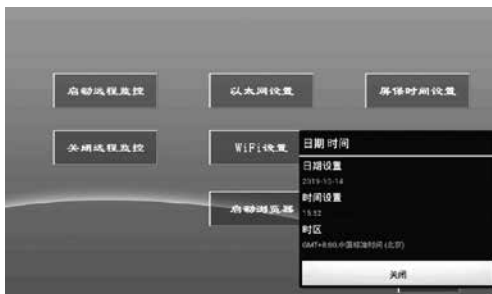 启动远程监控
以太网设置
屏保时间设置
关闭远程监控
WiFi设置
启动浏览器
日期 时间
日期设置
2019-10-14
时间设置
时区
GMT+8:00,中国标准时间 (北京)
关闭